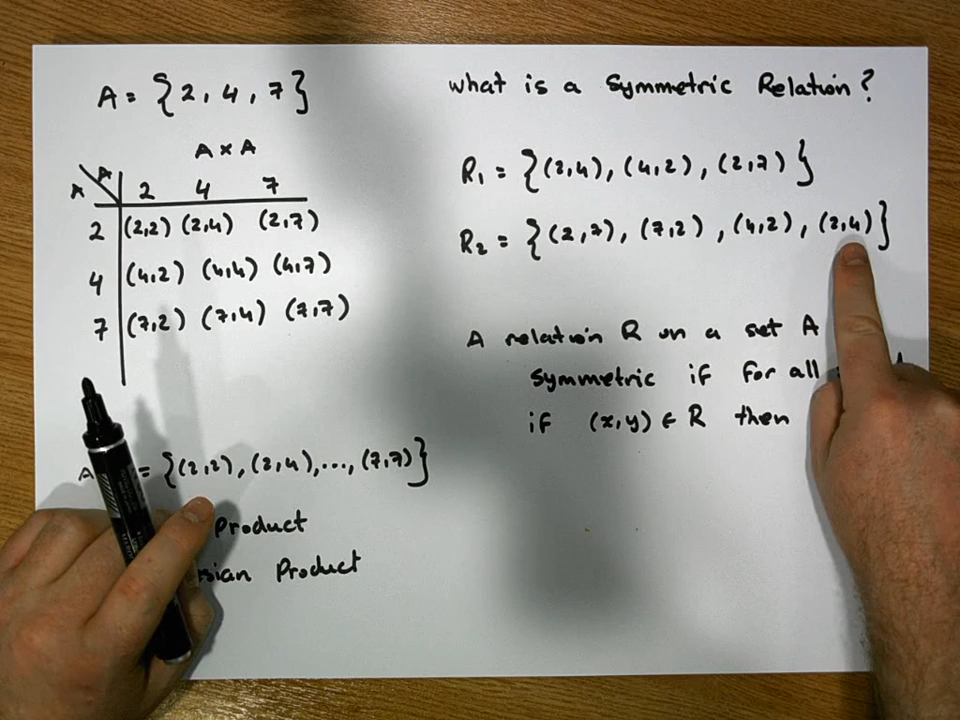 A = {2, 4, 7}
A × A
A A 2 4 7
2 (2,2) (2,4) (2,7)
4 (4,2) (4,4) (4,7)
7 (7,2) (7,4) (7,7)
A = {(2,2), (2,4), ..., (7,7)}
Product
Product
what is a Symmetric Relation?
R₁ = {(2,4), (4,2), (2,7)}
R₂ = {(2,7), (7,2), (4,2), (2,4)}
A relation R on a set A
symmetric if for all
if (x,y) ∈ R then